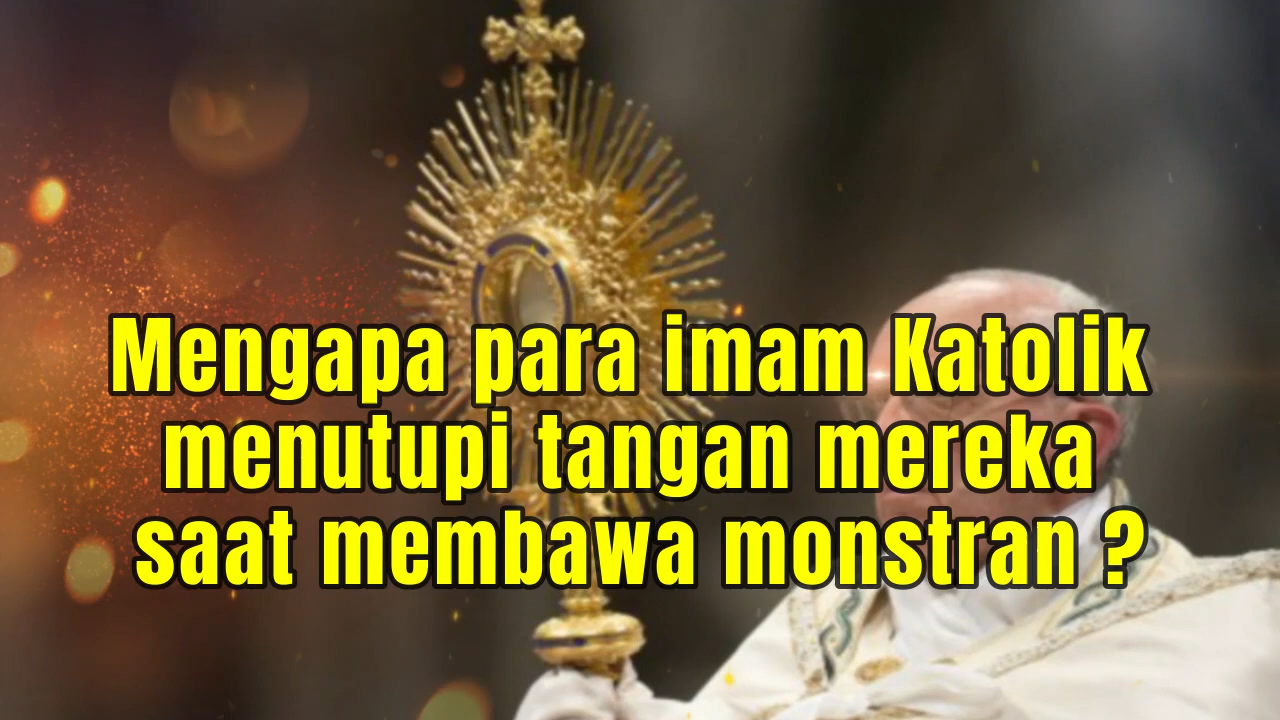 Mengapa para imam Katolik
menutupi tangan mereka
saat membawa monstran ?